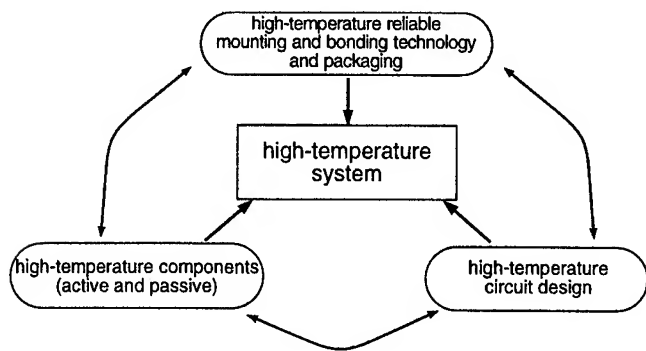 high-temperature reliable
mounting and bonding technology
and packaging
high-temperature
system
high-temperature components
(active and passive)
high-temperature
circuit design